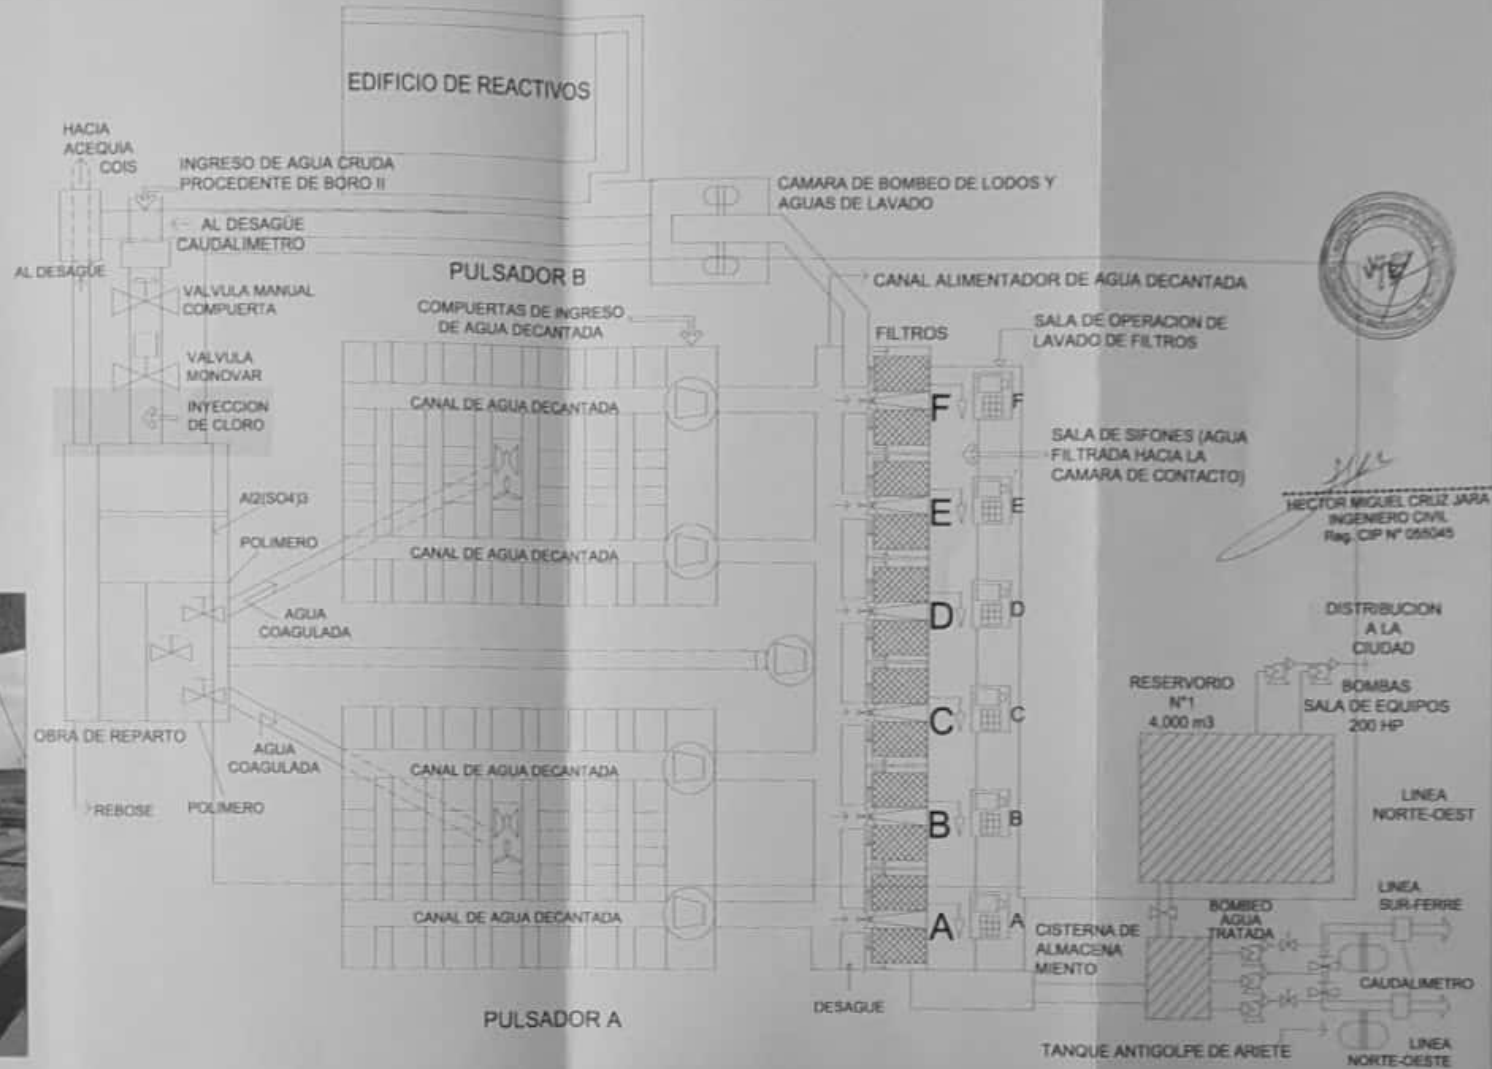 EDIFICIO DE REACTIVOS
HACIA
ACEQUIA
COIS
INGRESO DE AGUA CRUDA
PROCEDENTE DE BORO II
AL DESAGÜE
CAUDALIMETRO
AL DESAGÜE
VALVULA MANUAL
COMPUERTA
VALVULA
MONOVAR
INYECCION
DE CLORO
CAMARA DE BOMBEO DE LODOS Y
AGUAS DE LAVADO
PULSADOR B
COMPUERTAS DE INGRESO
DE AGUA DECANTADA
CANAL ALIMENTADOR DE AGUA DECANTADA
FILTROS
SALA DE OPERACION DE
LAVADO DE FILTROS
CANAL DE AGUA DECANTADA
F
F
SALA DE SIFONES (AGUA
FILTRADA HACIA LA
CAMARA DE CONTACTO)
HECTOR MIGUEL CRUZ JARA
INGENIERO CIVIL
Reg. CIP N°
Al2(SO4)3
E
E
POLIMERO
CANAL DE AGUA DECANTADA
AGUA
COAGULADA
D
D
DISTRIBUCION
A LA
CIUDAD
RESERVORIO
N°1
4,000 m3
BOMBAS
SALA DE EQUIPOS
200 HP
C
C
OBRA DE REPARTO
AGUA
COAGULADA
CANAL DE AGUA DECANTADA
REBOSE
POLIMERO
B
B
LINEA
NORTE-OEST
CANAL DE AGUA DECANTADA
A
A
CISTERNA DE
ALMACENA
MIENTO
BOMBEO
AGUA
TRATADA
LINEA
SUR-FERRE
CAUDALIMETRO
DESAGUE
PULSADOR A
TANQUE ANTIGOLPE DE ARIETE
LINEA
NORTE-OESTE